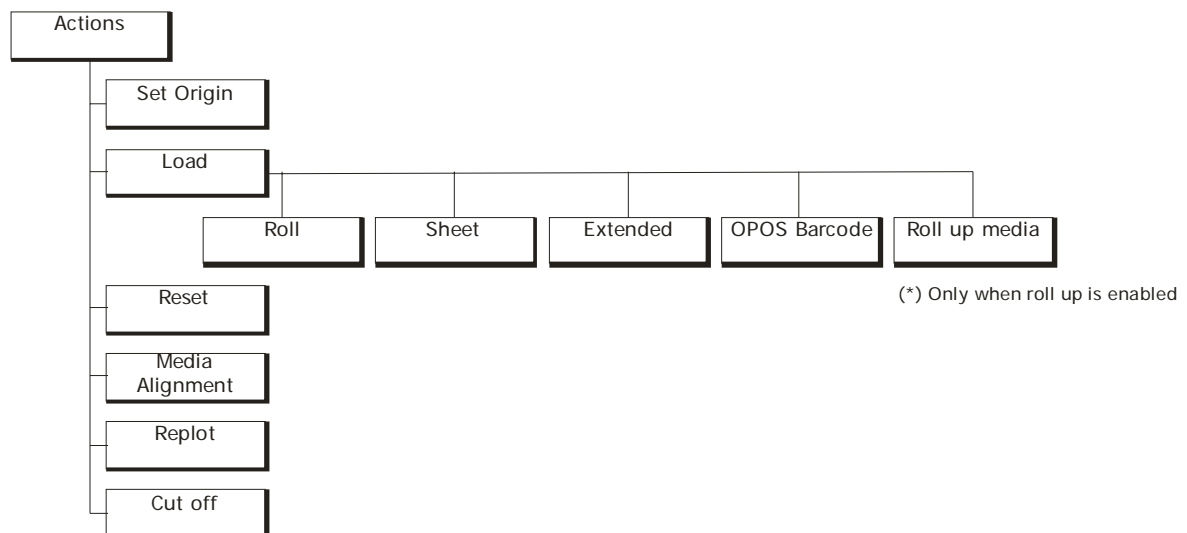 Actions
Set Origin
Load
Roll
Sheet
Extended
OPOS Barcode
Roll up media
(*) Only when roll up is enabled
Reset
Media
Alignment
Replot
Cut off